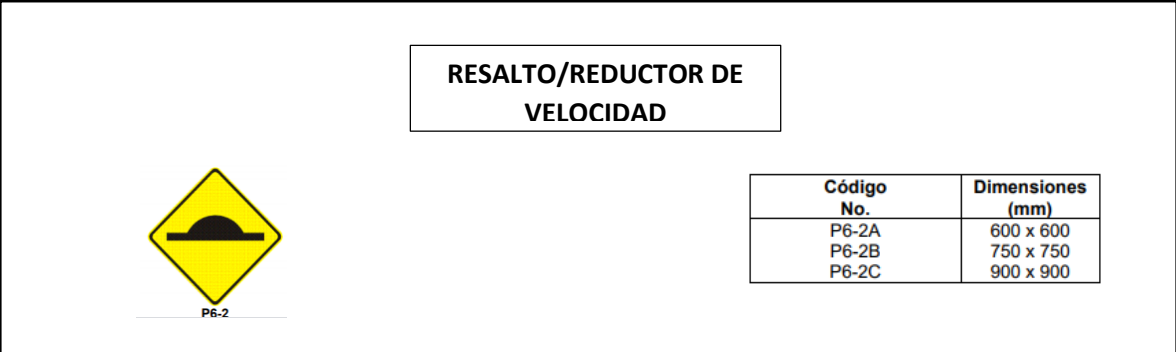 RESALTO/REDUCTOR DE
VELOCIDAD
P6-2
Código Dimensiones
No. (mm)
P6-2A 600 x 600
P6-2B 750 x 750
P6-2C 900 x 900